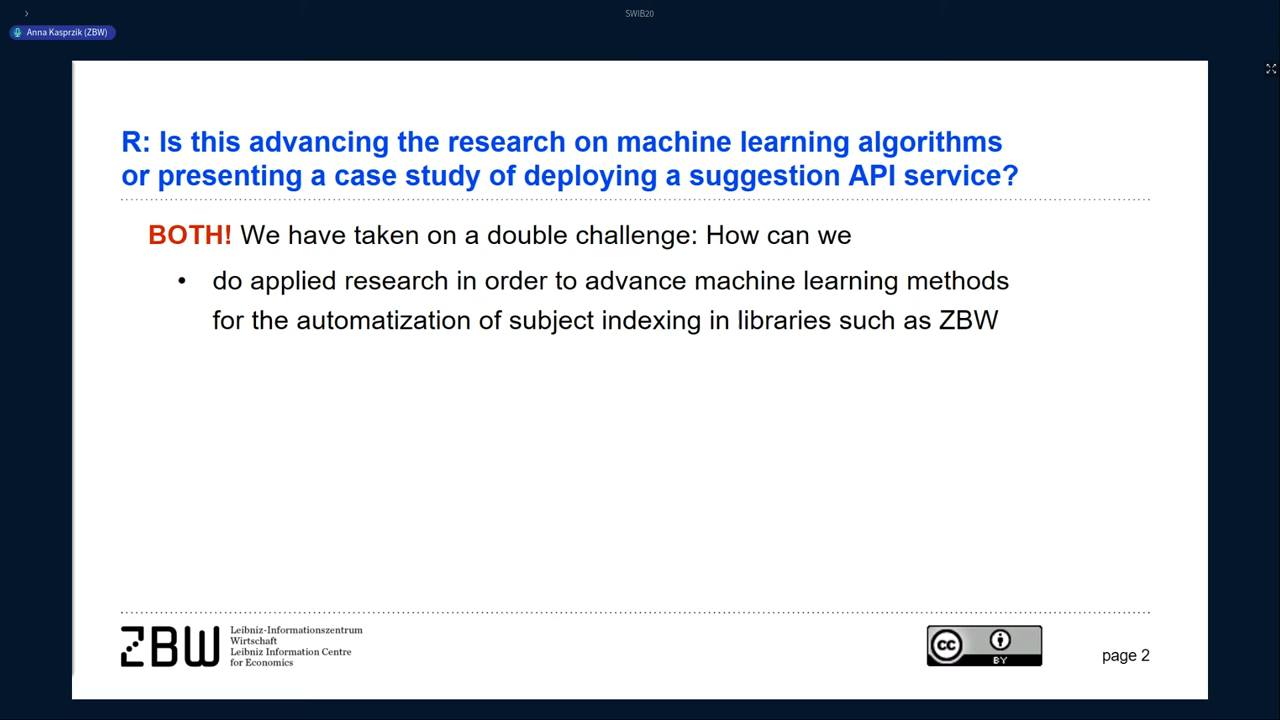 SWIB20
Anna Kasprzik (ZBW)
R: Is this advancing the research on machine learning algorithms
or presenting a case study of deploying a suggestion API service?
BOTH! We have taken on a double challenge: How can we
• do applied research in order to advance machine learning methods
for the automatization of subject indexing in libraries such as ZBW
ZBW
Leibniz-Informationszentrum
Wirtschaft
Leibniz Information Centre
for Economics
CC
BY
page 2